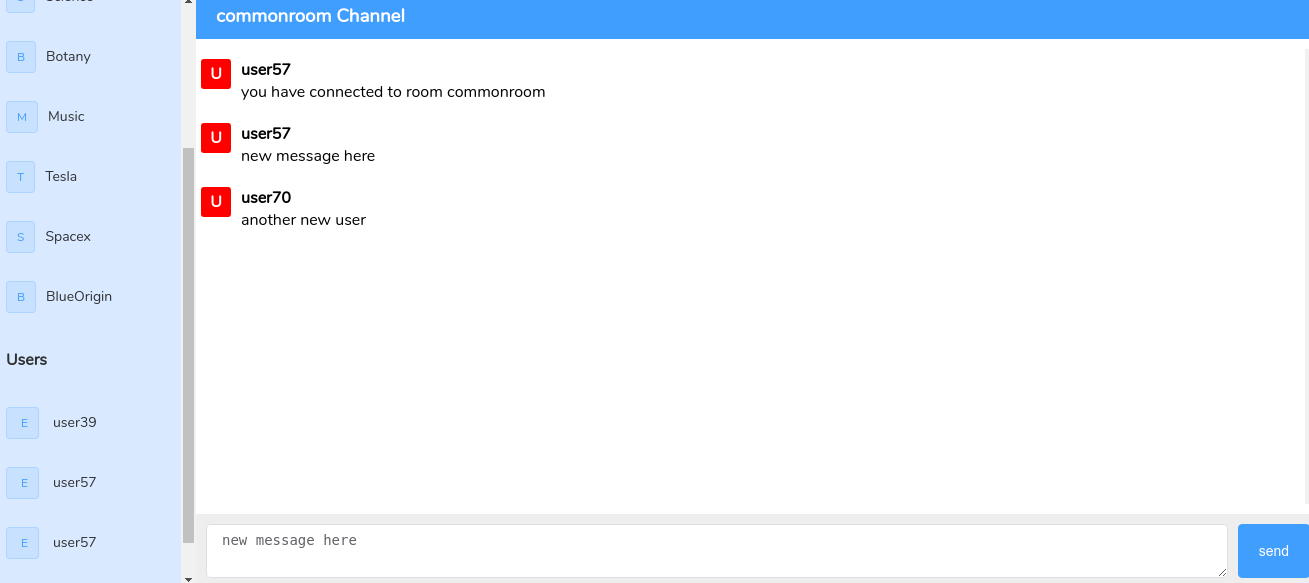 Botany
B
Music
M
Tesla
T
Spacex
S
BlueOrigin
B
Users
E
user39
E
user57
E
user57
commonroom Channel
U
user57
you have connected to room commonroom
U
user57
new message here
U
user70
another new user
new message here
send